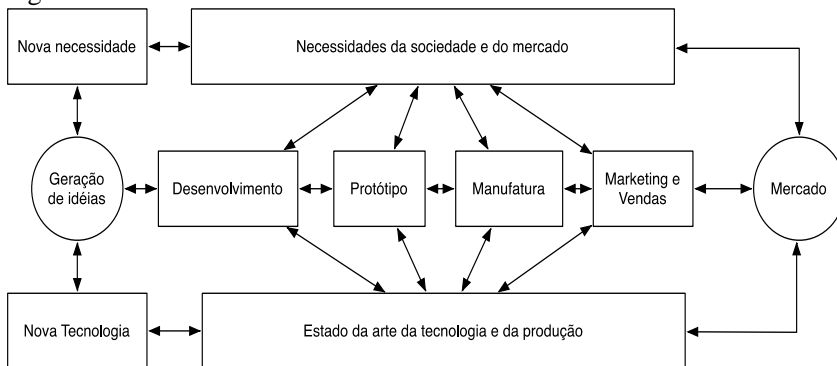 Nova necessidade
Necessidades da sociedade e do mercado
Geração
de idéias
Desenvolvimento
Protótipo
Manufatura
Marketing e
Vendas
Mercado
Nova Tecnologia
Estado da arte da tecnologia e da produção